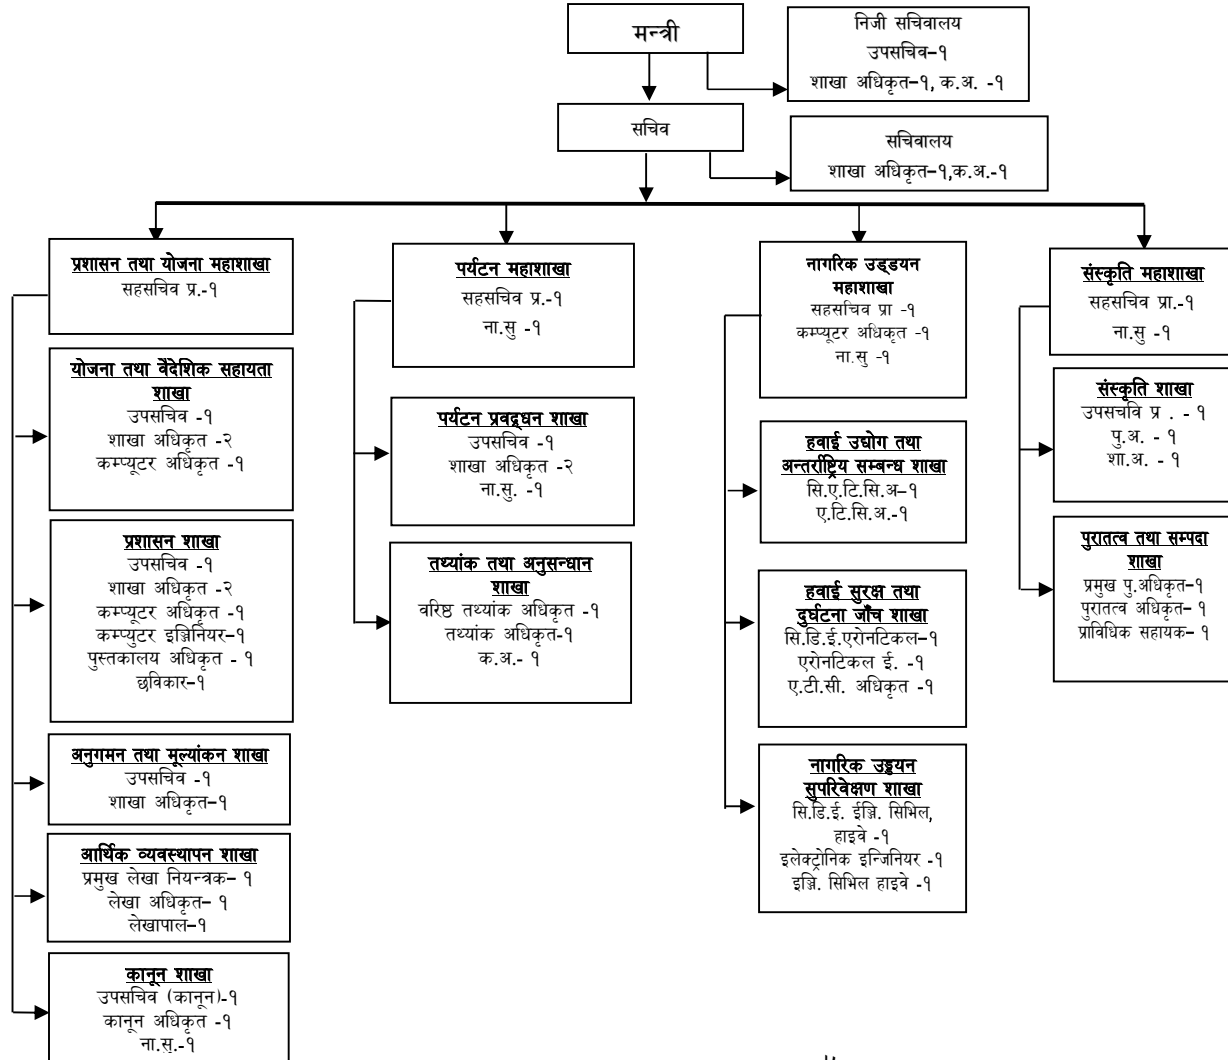 मन्त्री
निजी सचिवालय
उपसचिव–१
शाखा अधिकृत–१, क.अ. -१
सचिव
सचिवालय
शाखा अधिकृत–१,क.अ.-१
प्रशासन तथा योजना महाशाखा
सहसचिव प्र.-१
योजना तथा वैदेशिक सहायता
शाखा
उपसचिव -१
शाखा अधिकृत -२
कम्प्यूटर अधिकृत -१
प्रशासन शाखा
उपसचिव -१
शाखा अधिकृत -२
कम्प्यूटर अधिकृत -१
कम्प्युटर इञ्जिनियर–१
पुस्तकालय अधिकृत - १
छविकार–१
अनुगमन तथा मूल्यांकन शाखा
उपसचिव -१
शाखा अधिकृत–१
आर्थिक व्यवस्थापन शाखा
प्रमुख लेखा नियन्त्रक– १
लेखा अधिकृत– १
लेखापाल–१
कानून शाखा
उपसचिव (कानून)-१
कानून अधिकृत -१
ना.सु.-१
पर्यटन महाशाखा
सहसचिव प्र.-१
ना.सु -१
पर्यटन प्रवद्र्धन शाखा
उपसचिव -१
शाखा अधिकृत -२
ना.सु. -१
तथ्यांक तथा अनुसन्धान
शाखा
वरिष्ठ तथ्यांक अधिकृत -१
तथ्यांक अधिकृत-१
क.अ.- १
नागरिक उड्डयन
महाशाखा
सहसचिव प्रा -१
कम्प्यूटर अधिकृत -१
ना.सु -१
हवाई उद्योग तथा
अन्तर्राष्ट्रिय सम्बन्ध शाखा
सि.ए.टि.सि.अ–१
ए.टि.सि.अ.-१
हवाई सुरक्ष तथा
दुर्घटना जाँच शाखा
सि.डि.ई.एरोनटिकल–१
एरोनटिकल ई. -१
ए.टी.सी. अधिकृत -१
नागरिक उड्डयन
सुपरिवेक्षण शाखा
सि.डि.ई. ईञ्जि. सिभिल,
हाइवे -१
इलेक्ट्रोनिक इन्जिनियर -१
इञ्जि. सिभिल हाइवे -१
संस्कृति महाशाखा
सहसचिव प्रा.-१
ना.सु -१
संस्कृति शाखा
उपसचवि प्र . - १
पु.अ. - १
शा.अ. - १
पुरातत्व तथा सम्पदा
शाखा
प्रमुख पु.अधिकृत–१
पुरातत्व अधिकृत– १
प्राविधिक सहायक– १